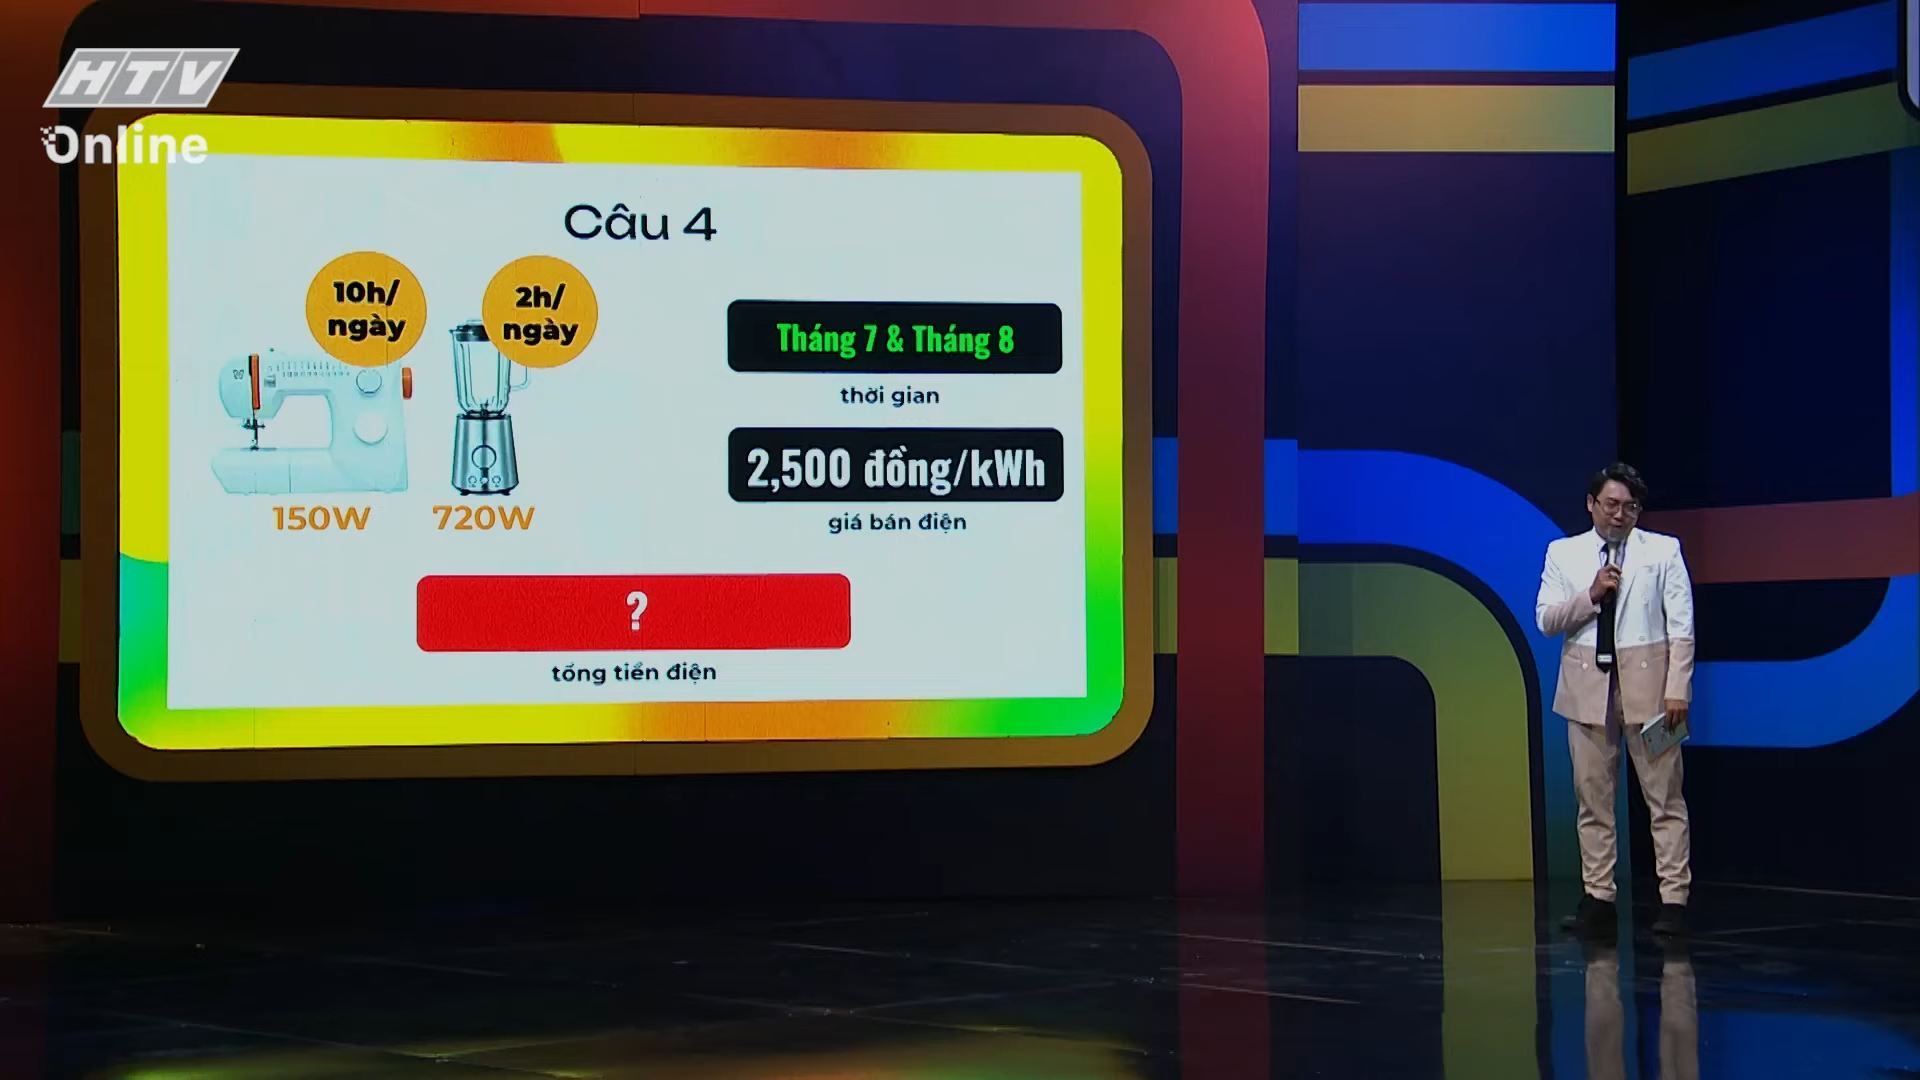 HTV
Online
Câu 4
10h/
ngày
2h/
ngày
150W
720W
Tháng 7 & Tháng 8
thời gian
2,500 đồng/kWh
giá bán điện
?
tổng tiền điện